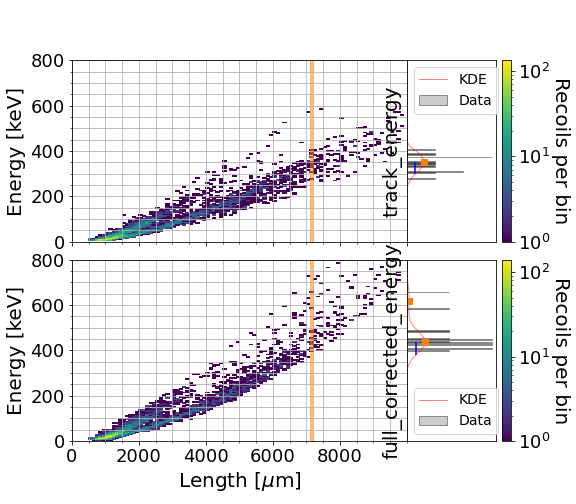 800
600
400
200
0
Energy [keV]
track_energy
KDE
Data
10²
10¹
10⁰
Recoils per bin
800
600
400
200
0
Energy [keV]
full_corrected_energy
KDE
Data
10²
10¹
10⁰
Recoils per bin
0 2000 4000 6000 8000
Length [μm]